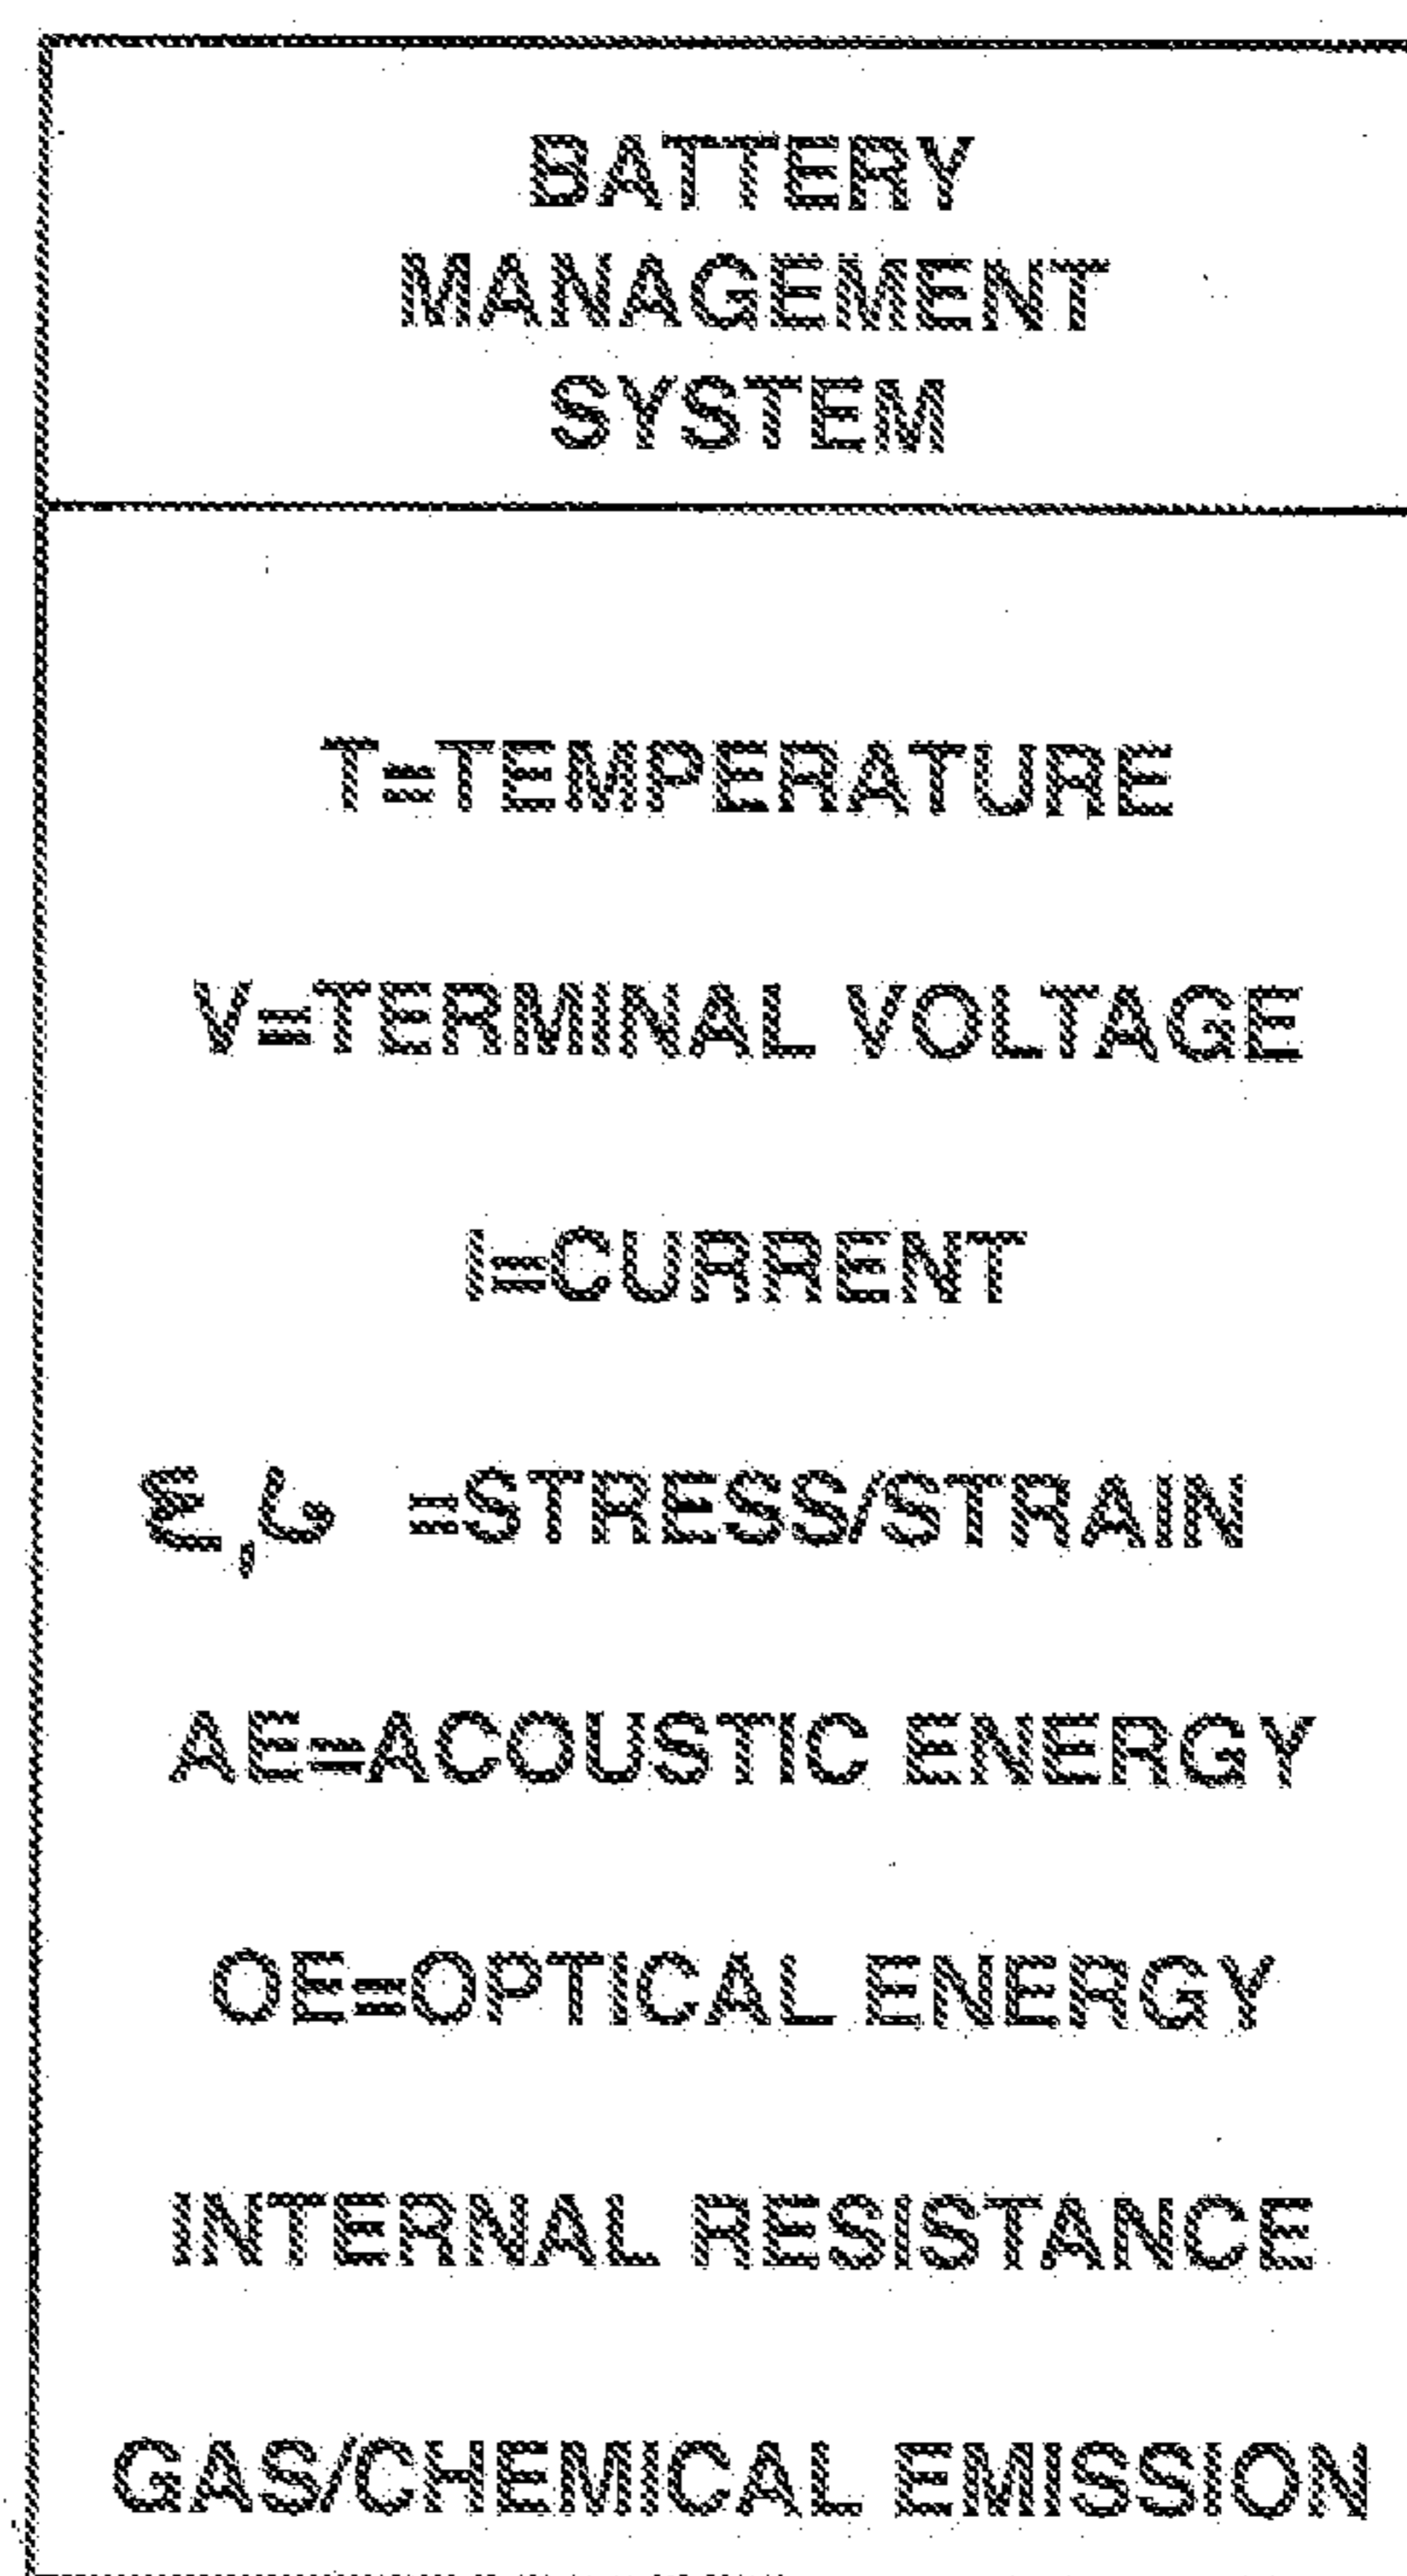 BATTERY
MANAGEMENT
SYSTEM
T=TEMPERATURE
V=TERMINAL VOLTAGE
I=CURRENT
=STRESS/STRAIN
AE=ACOUSTIC ENERGY
OE=OPTICAL ENERGY
INTERNAL RESISTANCE
GAS/CHEMICAL EMISSION